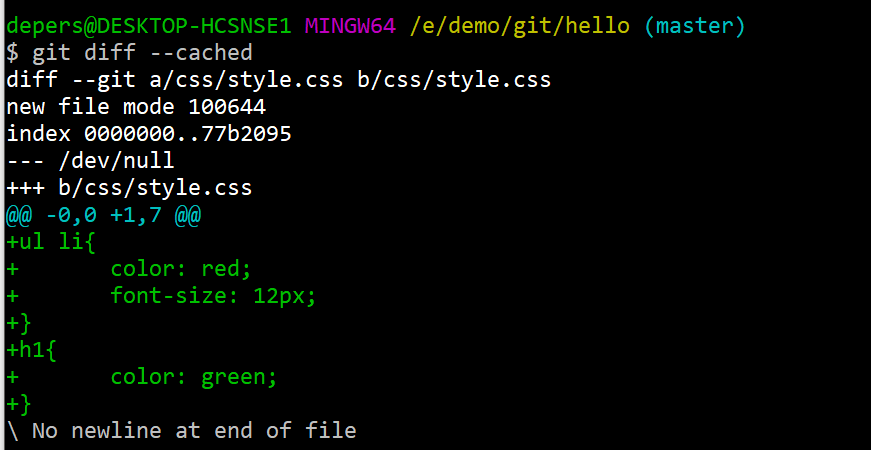 depers@DESKTOP-HCSNSE1 MINGW64 /e/demo/git/hello (master)
$ git diff --cached
diff --git a/css/style.css b/css/style.css
new file mode 100644
index 0000000..77b2095
--- /dev/null
+++ b/css/style.css
@@ -0,0 +1,7 @@
+ul li{
+       color: red;
+       font-size: 12px;
+}
+h1{
+       color: green;
+}
\ No newline at end of file